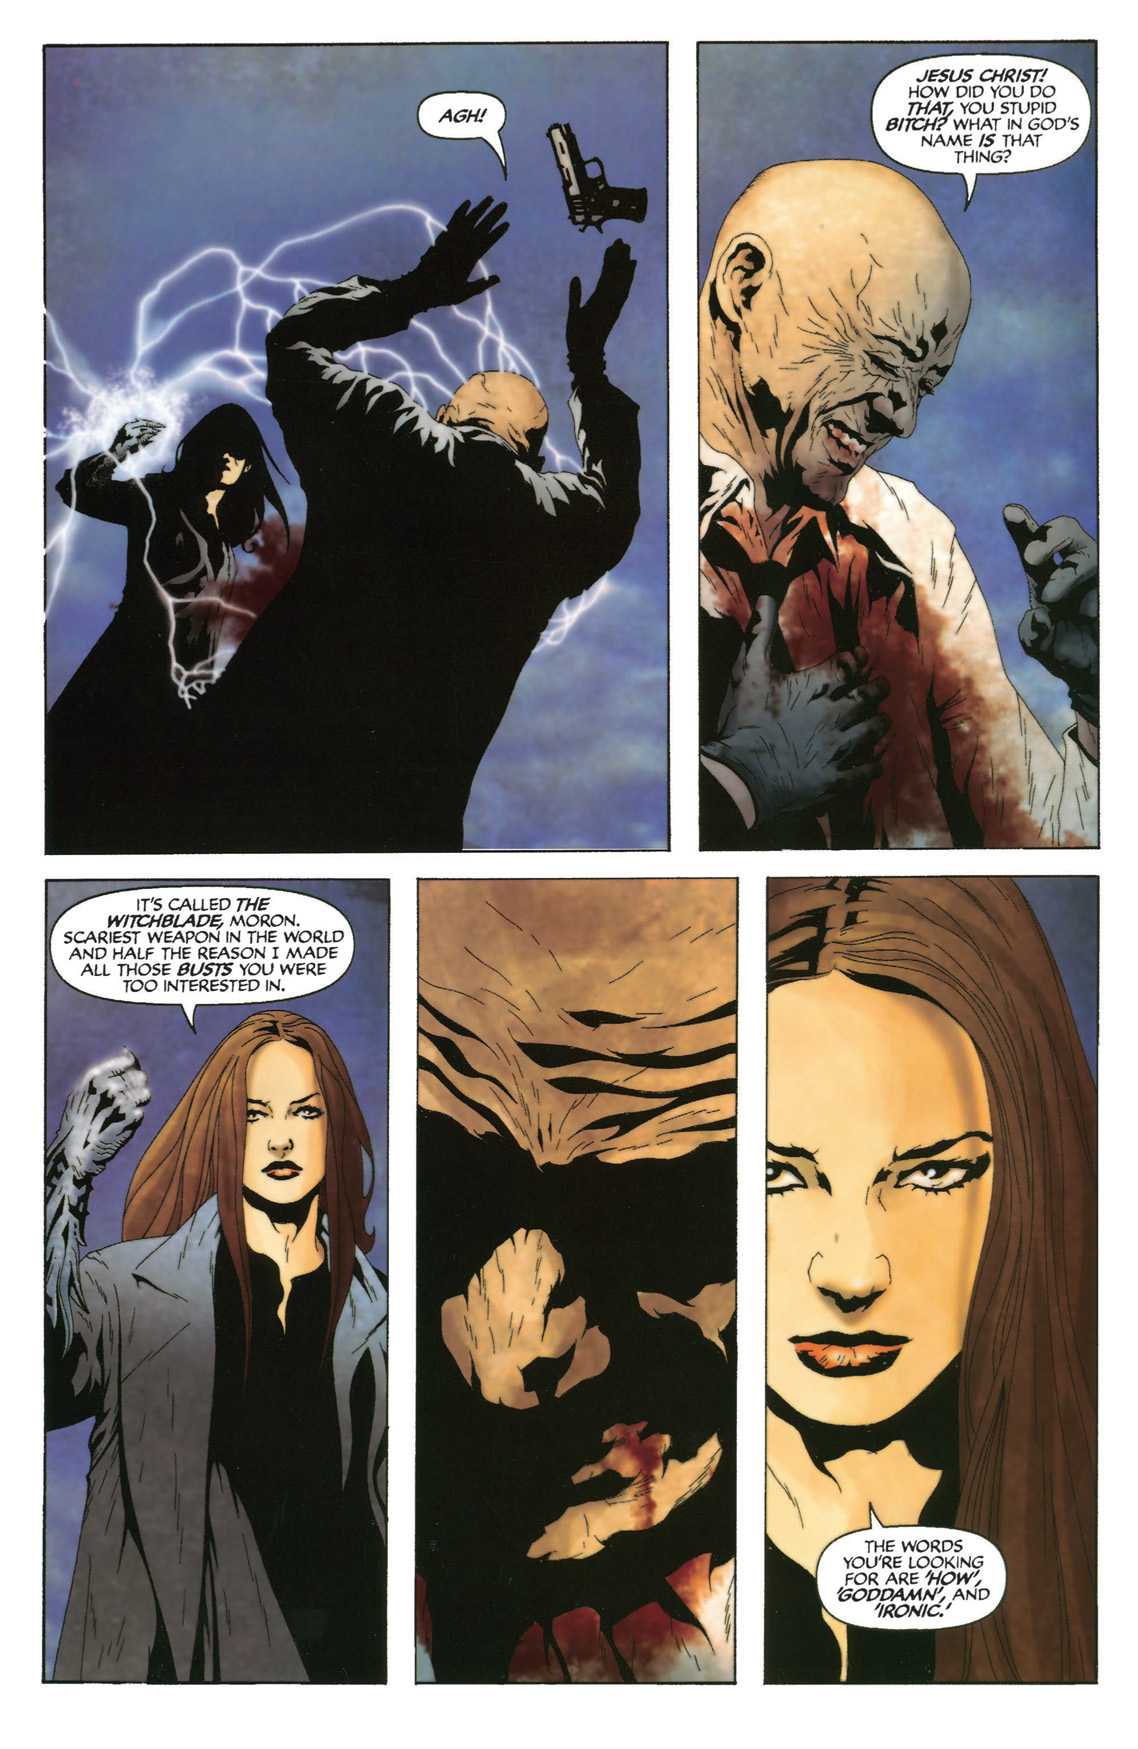 AGH!
JESUS CHRIST!
HOW DID YOU DO
THAT, YOU STUPID
BITCH? WHAT IN GOD'S
NAME IS THAT
THING?
IT'S CALLED THE
WITCHBLADE, MORON.
SCARIEST WEAPON IN THE WORLD
AND HALF THE REASON I MADE
ALL THOSE BUSTS YOU WERE
TOO INTERESTED IN.
THE WORDS
YOU'RE LOOKING
FOR ARE 'HOW',
'GODDAMN', AND
'IRONIC.'